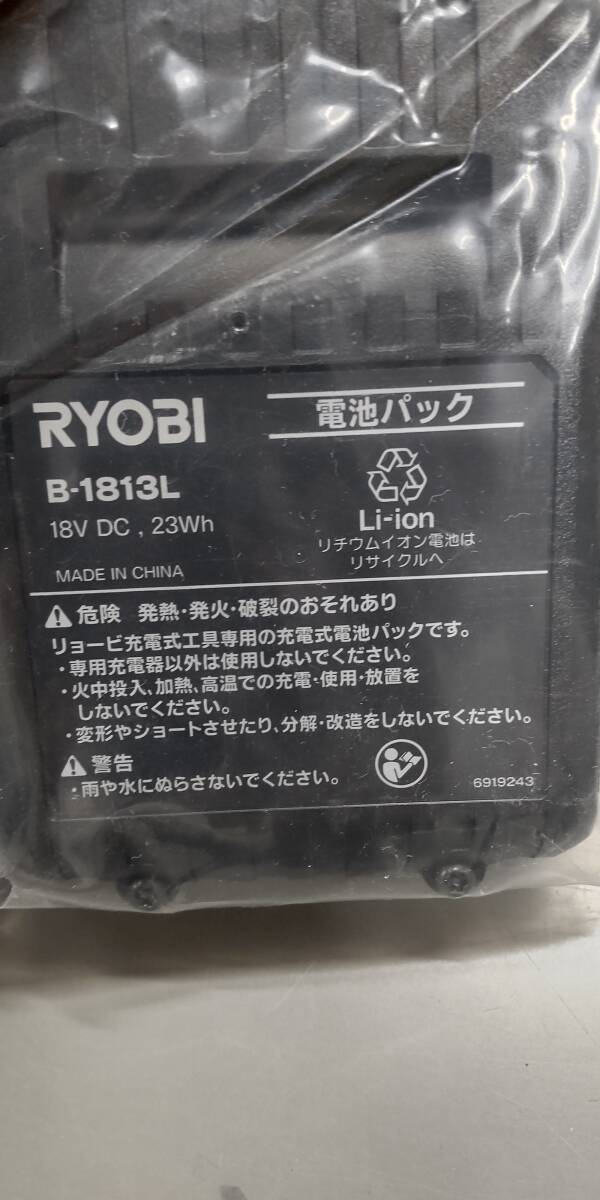 RYOBI
電池パック
B-1813L
18V DC , 23Wh
Li-ion
リチウムイオン電池は
リサイクルへ
MADE IN CHINA
危険 発熱・発火・破裂のおそれあり
リョービ充電式工具専用の充電式電池パックです。
・専用充電器以外は使用しないでください。
・火中投入、加熱、高温での充電・使用・放置を
しないでください。
・変形やショートさせたり、分解・改造をしないでください。
警告
・雨や水にぬらさないでください。
6919243